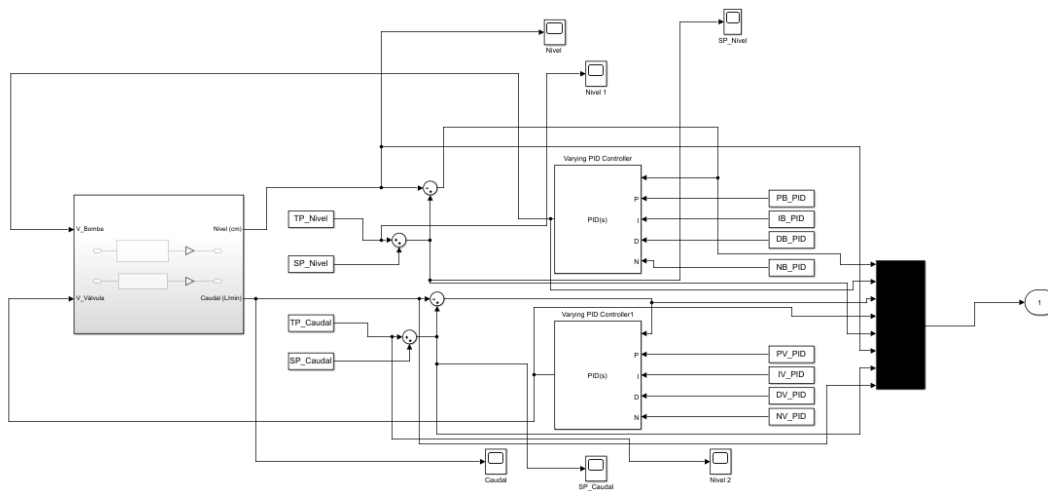 Nivel
SP_Nivel
Nivel 1
Varying PID Controller
PID(s)
P
I
D
N
PB_PID
IB_PID
DB_PID
NB_PID
V_Bomba
Nivel (cm)
V_Válvula
Caudal (L/min)
TP_Nivel
SP_Nivel
TP_Caudal
SP_Caudal
Varying PID Controller1
PID(s)
P
I
D
N
PV_PID
IV_PID
DV_PID
NV_PID
1
Caudal
SP_Caudal
Nivel 2